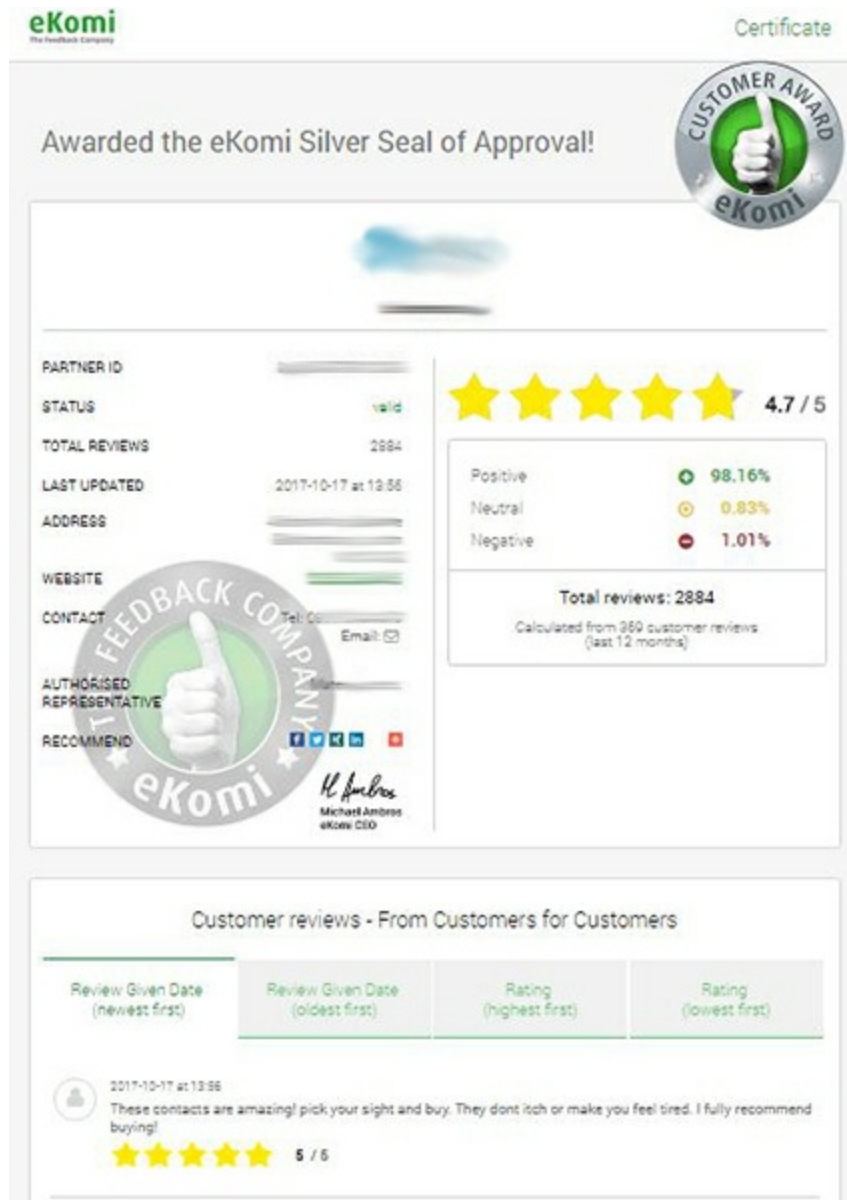 eKomi
The Feedback Company
Certificate
CUSTOMER AWARD
eKomi
Awarded the eKomi Silver Seal of Approval!
PARTNER ID
STATUS valid
TOTAL REVIEWS 2884
LAST UPDATED 2017-10-17 at 13:56
ADDRESS
WEBSITE
CONTACT Tel:
Email:
AUTHORISED
REPRESENTATIVE
RECOMMEND
THE FEEDBACK COMPANY
eKomi
M Ambros
Michael Ambros
eKomi CEO
4.7 / 5
Positive 98.16%
Neutral 0.83%
Negative 1.01%
Total reviews: 2884
Calculated from 359 customer reviews
(last 12 months)
Customer reviews - From Customers for Customers
Review Given Date
(newest first)
Review Given Date
(oldest first)
Rating
(highest first)
Rating
(lowest first)
2017-10-17 at 13:56
These contacts are amazing! pick your sight and buy. They dont itch or make you feel tired. I fully recommend
buying!
5 / 5